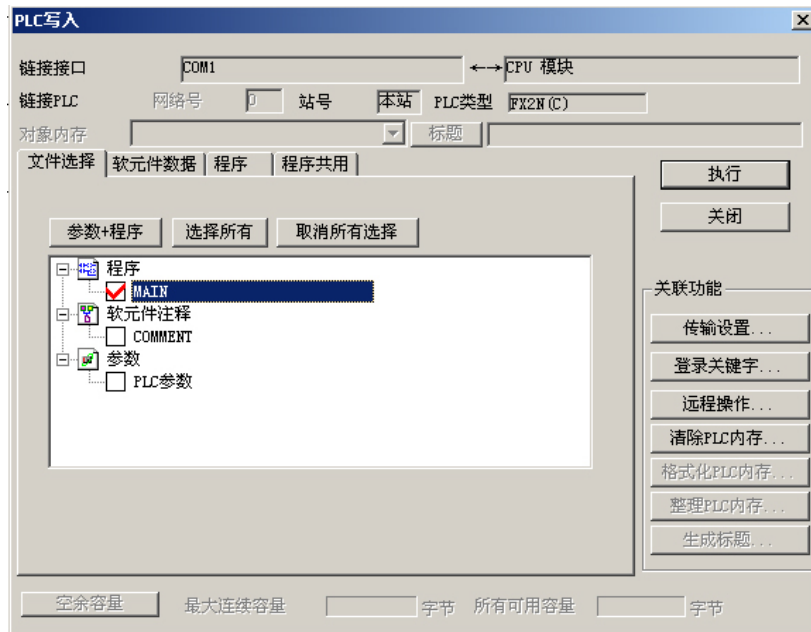 PLC写入
链接接口 COM1 ←→ CPU 模块
链接PLC 网络号 0 站号 本站 PLC类型 FX2N(C)
对象内存 标题
文件选择 软元件数据 程序 程序共用
执行
关闭
参数+程序 选择所有 取消所有选择
程序
MAIN
软元件注释
COMMENT
参数
PLC参数
关联功能
传输设置...
登录关键字...
远程操作...
清除PLC内存...
格式化PLC内存...
整理PLC内存...
生成标题...
空余容量 最大连续容量 字节 所有可用容量 字节